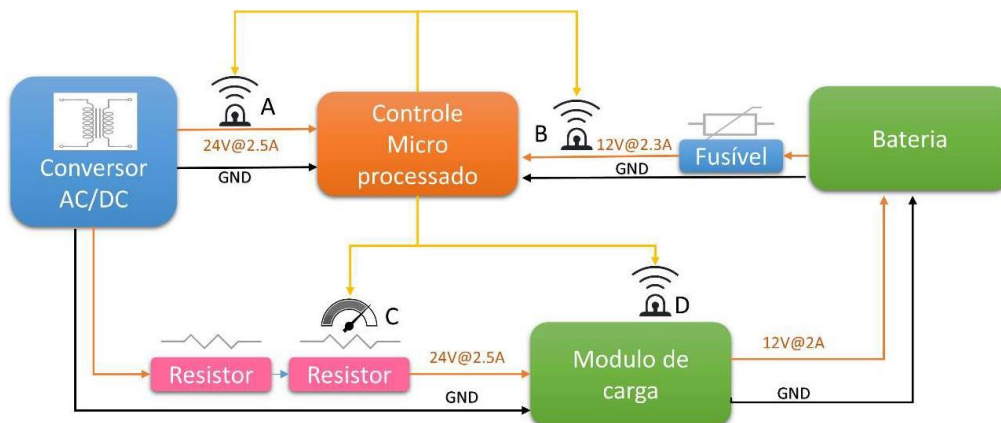 A
Controle
Micro
processado
B
24V@2.5A
GND
Conversor
AC/DC
12V@2.3A
GND
Fusível
Bateria
C
D
Resistor
Resistor
24V@2.5A
GND
Modulo de
carga
12V@2A
GND